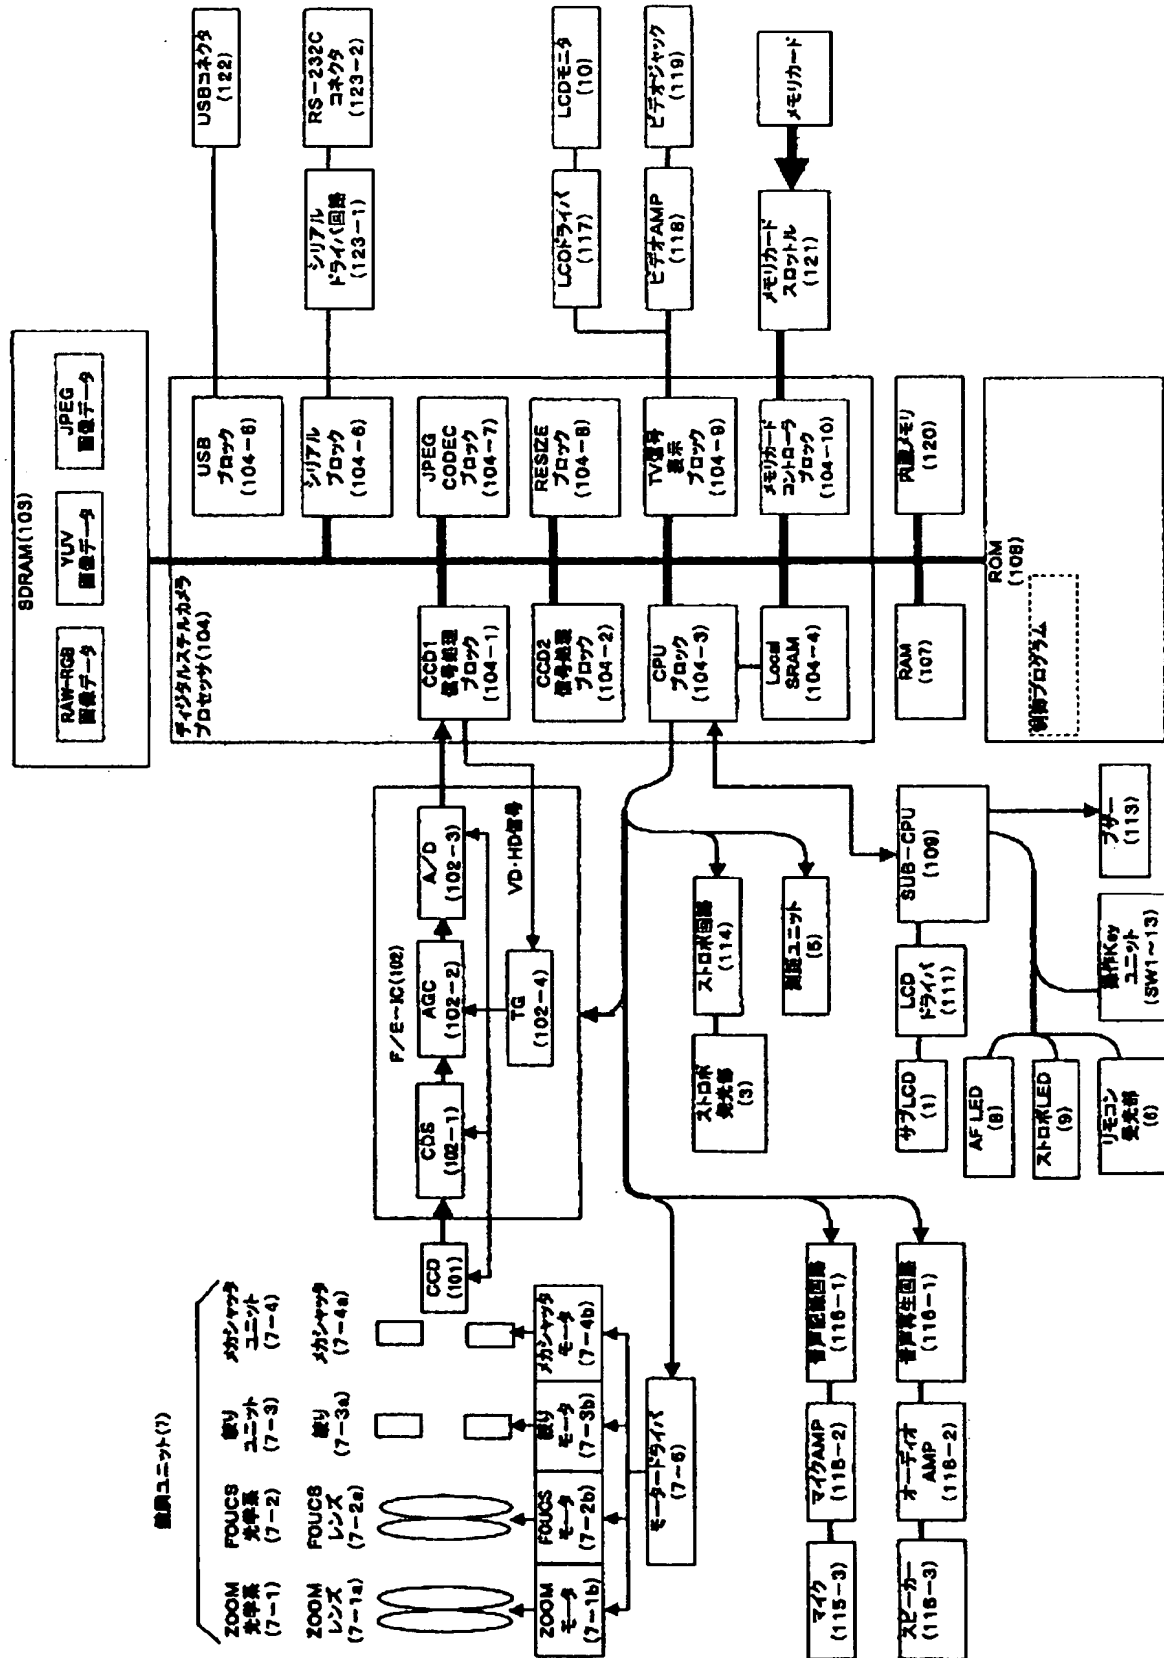 鏡胴ユニット(7)
ZOOM
光学系
(7-1)
FOUCS
光学系
(7-2)
絞り
ユニット
(7-3)
メカシャッタ
ユニット
(7-4)
ZOOM
レンズ
(7-1a)
FOUCS
レンズ
(7-2a)
絞り
(7-3a)
メカシャッタ
(7-4a)
ZOOM
モータ
(7-1b)
FOUCS
モータ
(7-2b)
絞り
モータ
(7-3b)
メカシャッタ
モータ
(7-4b)
モータードライバ
CCD
(101)
F/E-IC(102)
CDS
(102-1)
AGC
(102-2)
A/D
(102-3)
TG
(102-4)
VD・HD信号
SDRAM(103)
RAW-RGB
画像データ
YUV
画像データ
JPEG
画像データ
ディジタルスチルカメラ
プロセッサ(104)
CCD1
信号処理
ブロック
(104-1)
CCD2
信号処理
ブロック
(104-2)
CPU
ブロック
(104-3)
Local
SRAM
(104-4)
USB
ブロック
シリアル
ブロック
(104-6)
JPEG
CODEC
ブロック
(104-7)
RESIZE
ブロック
(104-8)
TV信号
表示
ブロック
(104-9)
メモリカード
コントローラ
ブロック
(104-10)
USBコネクタ
(122)
シリアル
ドライバ回路
(123-1)
RS-232C
コネクタ
(123-2)
LCDドライバ
(117)
LCDモニタ
(10)
ビデオAMP
(118)
ビデオジャック
(119)
メモリカード
スロットル
(121)
メモリカード
RAM
(107)
内蔵メモリ
(120)
ROM
(108)
制御プログラム
ストロボ回路
(114)
ストロボ
発光部
(3)
測距ユニット
(5)
SUB-CPU
(109)
LCD
ドライバ
(111)
サブLCD
(1)
AF LED
(8)
ストロボLED
(9)
リモコン
受光部
(6)
操作Key
ユニット
(SW1~13)
ブザー
(113)
音声記録回路
(115-1)
マイクAMP
(115-2)
マイク
(115-3)
音声再生回路
(116-1)
オーディオ
AMP
(116-2)
スピーカー
(116-3)